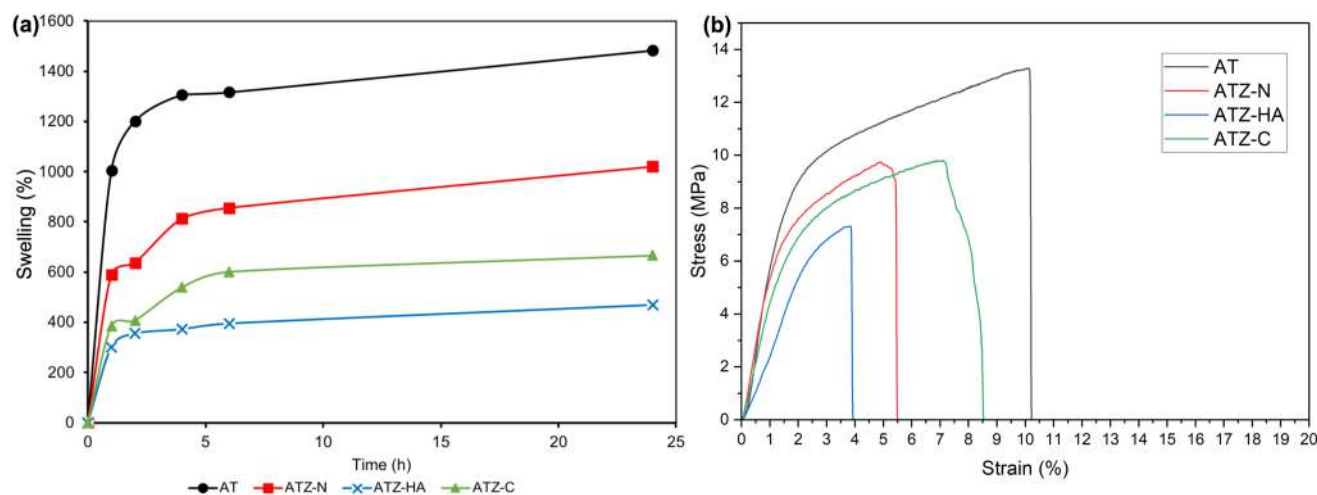 (a)
1600
1400
1200
1000
800
600
400
200
0
Swelling (%)
0 5 10 15 20 25
Time (h)
AT ATZ-N ATZ-HA ATZ-C
(b)
14
12
10
8
6
4
2
0
Stress (MPa)
AT
ATZ-N
ATZ-HA
ATZ-C
0 1 2 3 4 5 6 7 8 9 10 11 12 13 14 15 16 17 18 19 20
Strain (%)